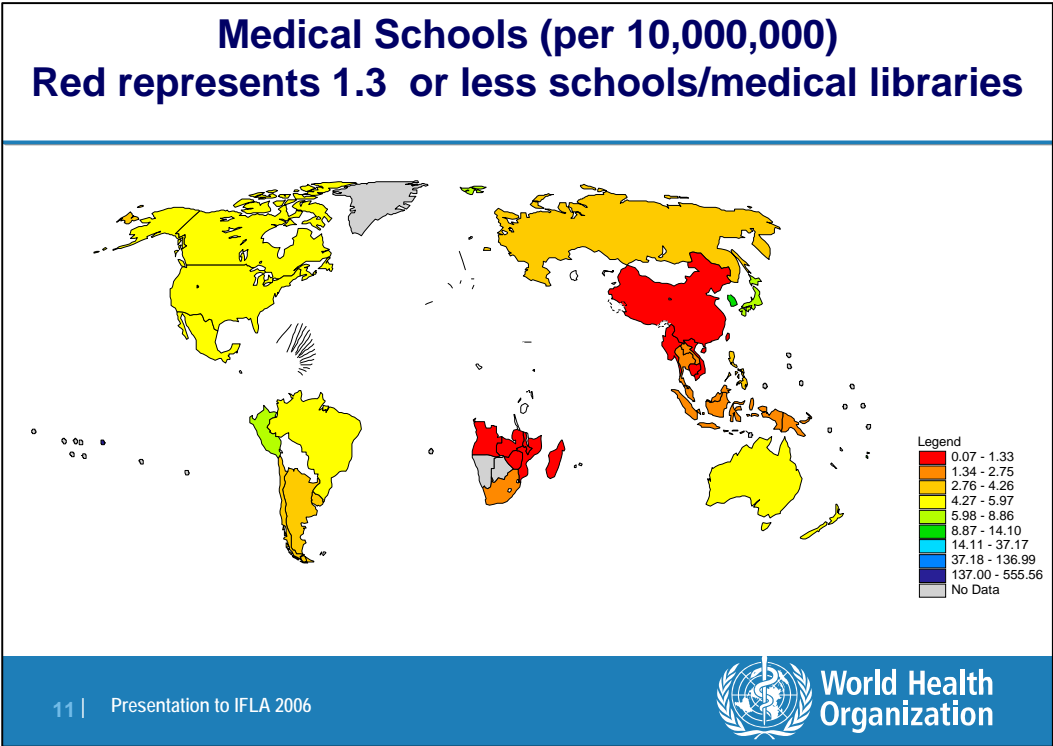 Medical Schools (per 10,000,000)
Red represents 1.3 or less schools/medical libraries
Legend
0.07 - 1.33
1.34 - 2.75
2.76 - 4.26
4.27 - 5.97
5.98 - 8.86
8.87 - 14.10
14.11 - 37.17
37.18 - 136.99
137.00 - 555.56
No Data
11 | Presentation to IFLA 2006
World Health
Organization